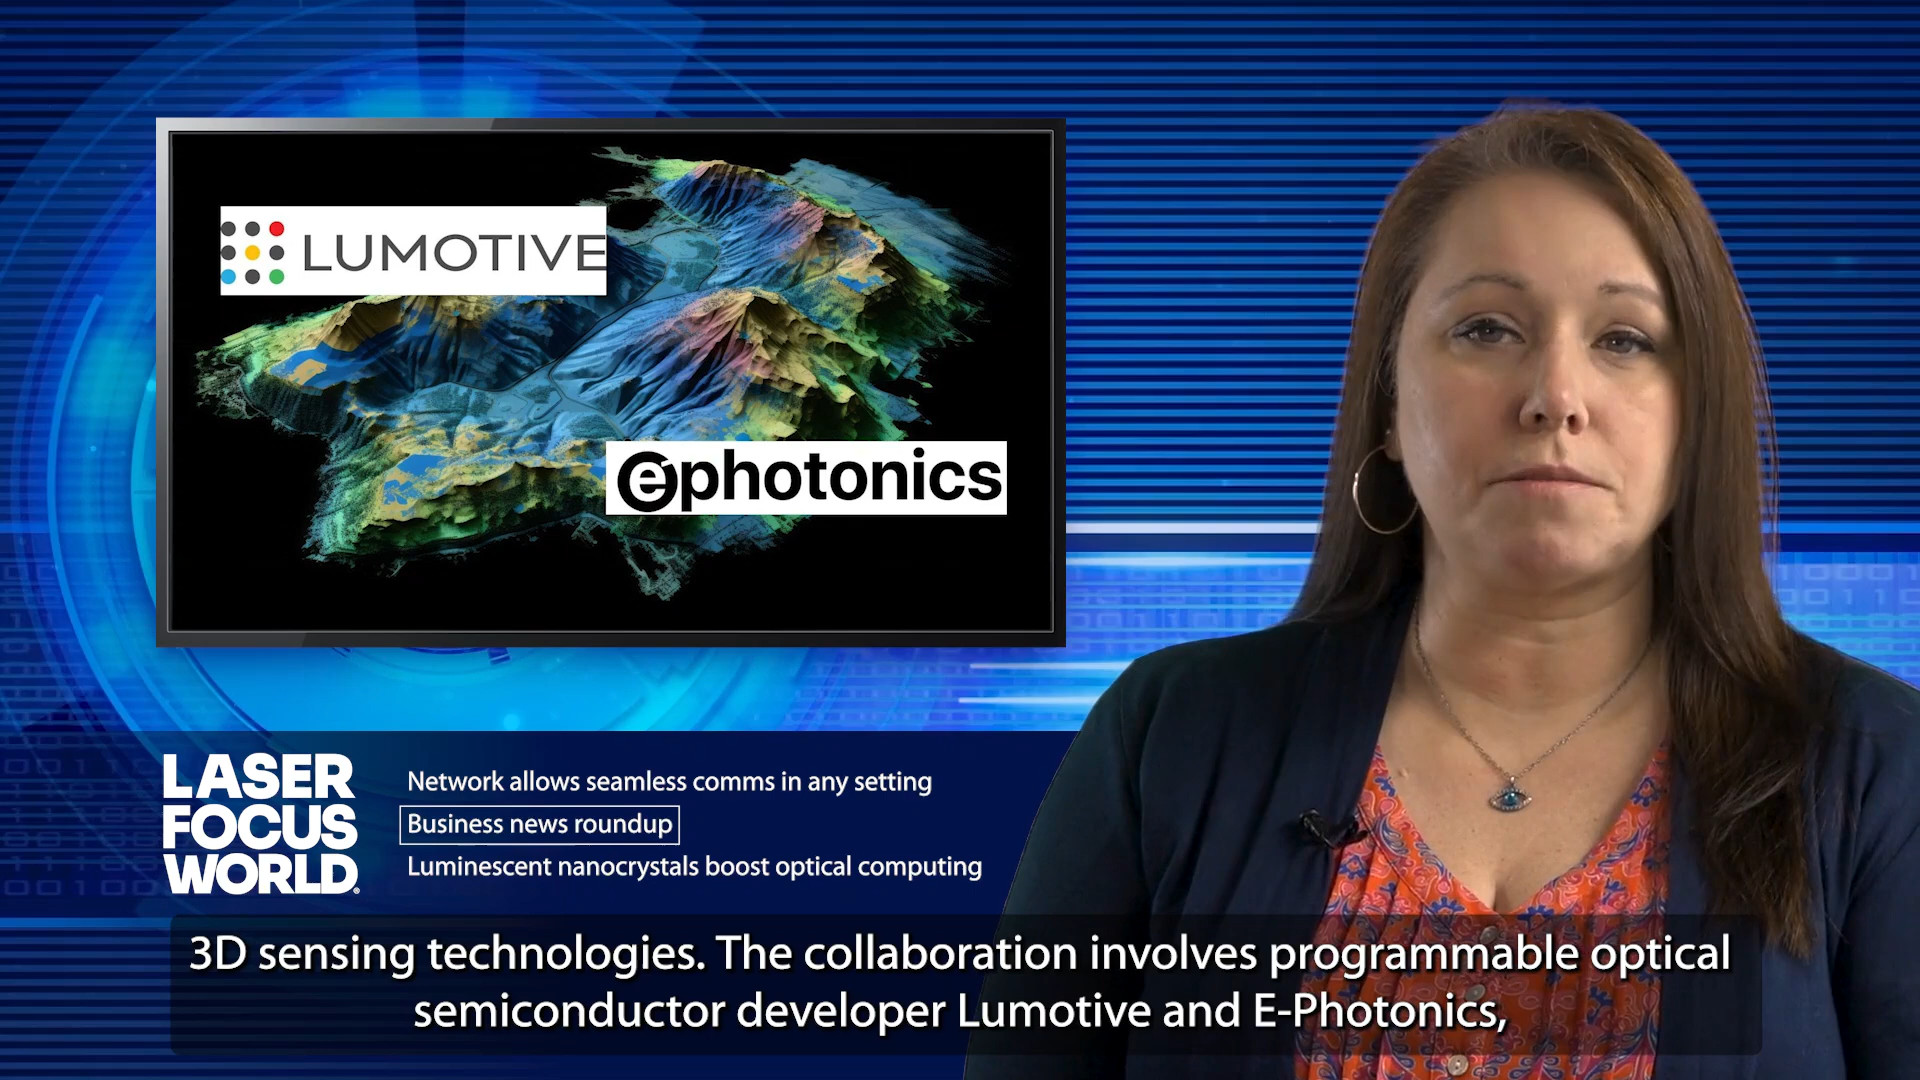 LUMOTIVE
ephotonics
LASER
FOCUS
WORLD
Network allows seamless comms in any setting
Business news roundup
Luminescent nanocrystals boost optical computing
3D sensing technologies. The collaboration involves programmable optical
semiconductor developer Lumotive and E-Photonics,